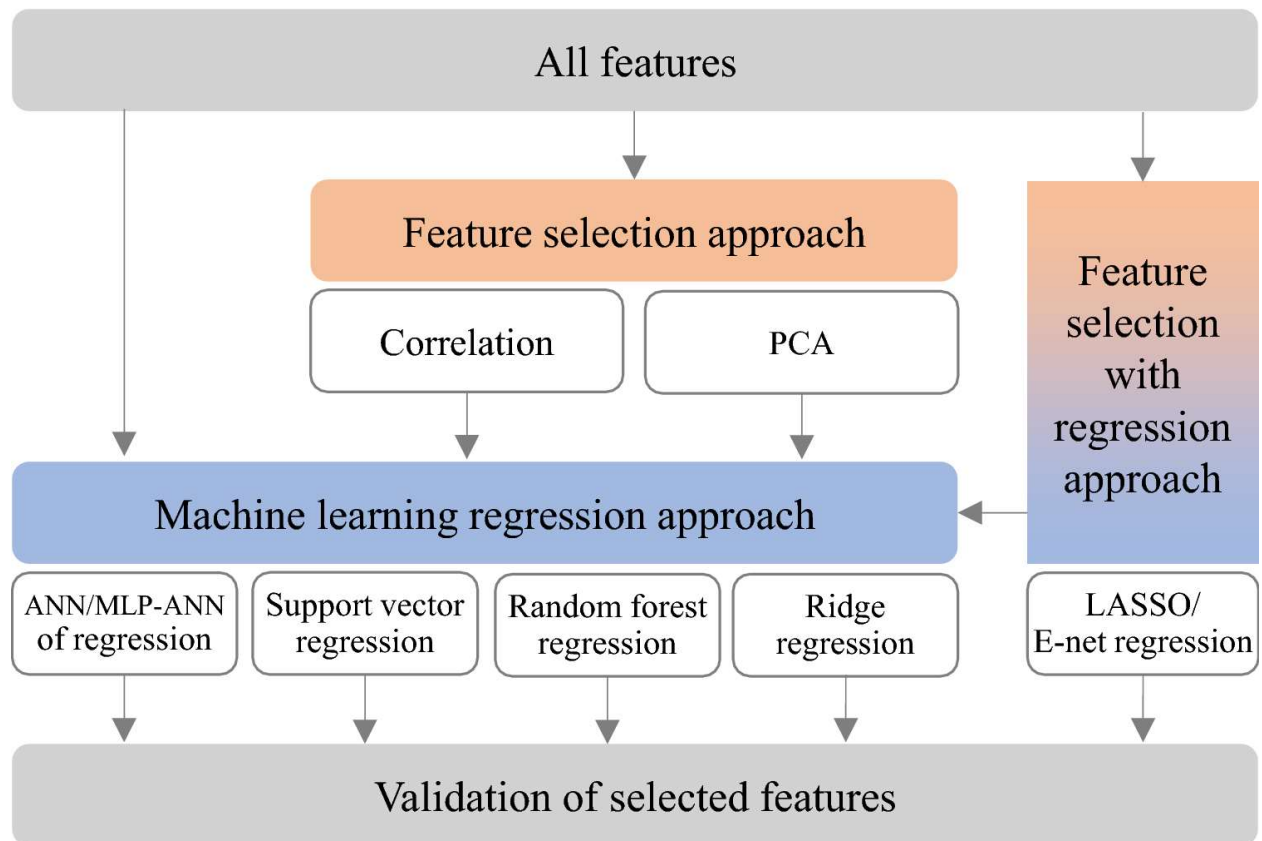 All features
Feature selection approach
Correlation
PCA
Feature
selection
with
regression
approach
Machine learning regression approach
ANN/MLP-ANN
of regression
Support vector
regression
Random forest
regression
Ridge
regression
LASSO/
E-net regression
Validation of selected features